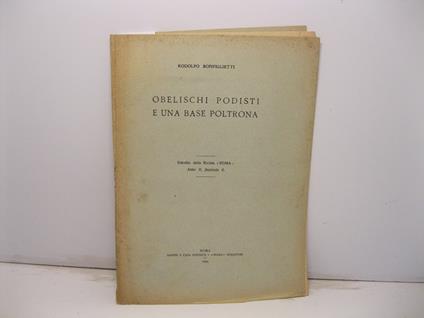 RODOLFO BONFIGLIETTI
OBELISCHI PODISTI
E UNA BASE POLTRONA
Estratto dalla Rivista «ROMA»
Anno II, fascicolo 6.
ROMA